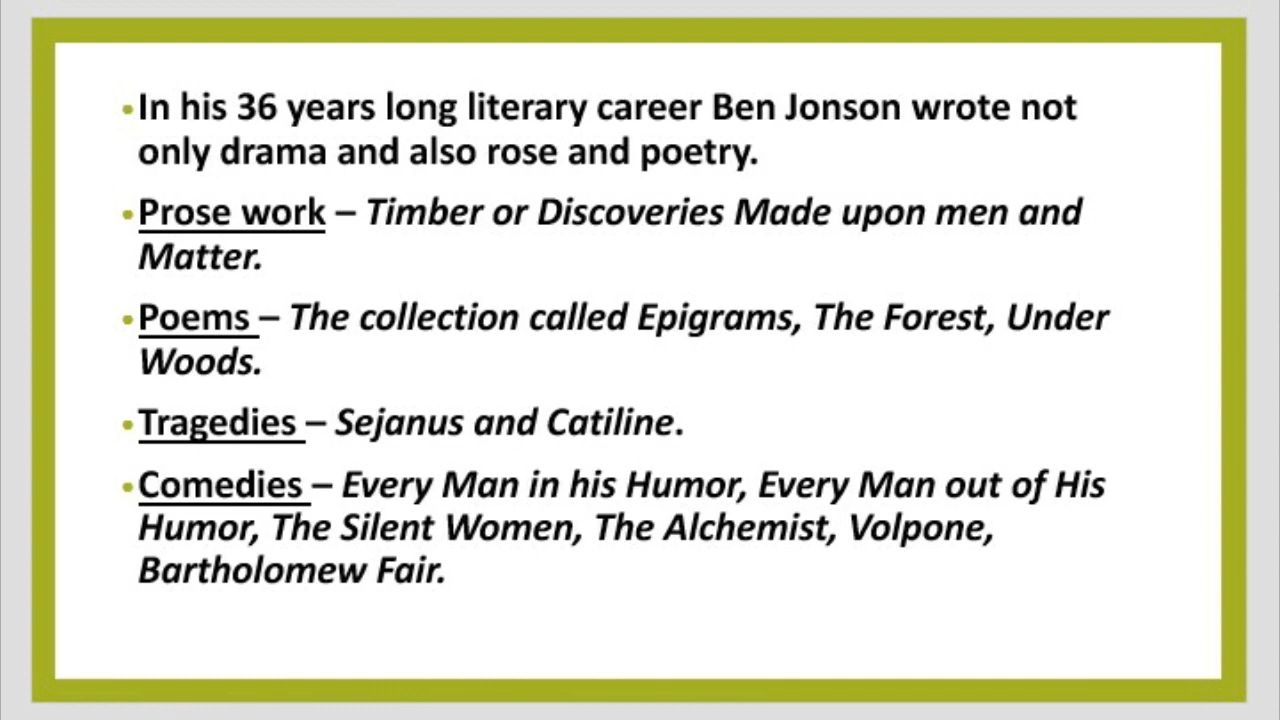 •In his 36 years long literary career Ben Jonson wrote not
only drama and also rose and poetry.
•Prose work – Timber or Discoveries Made upon men and
Matter.
•Poems – The collection called Epigrams, The Forest, Under
Woods.
•Tragedies – Sejanus and Catiline.
•Comedies – Every Man in his Humor, Every Man out of His
Humor, The Silent Women, The Alchemist, Volpone,
Bartholomew Fair.